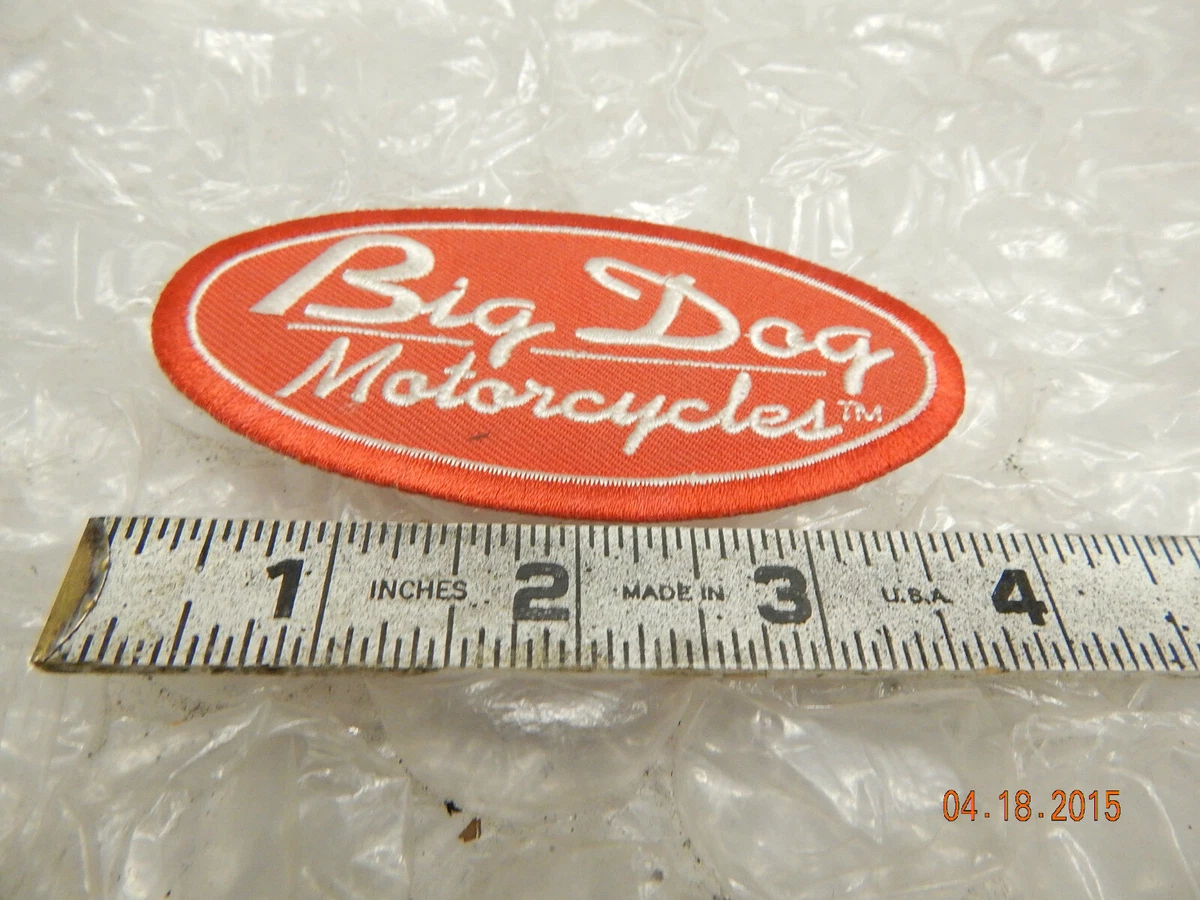 Big Dog
Motorcycles™
1 INCHES 2 MADE IN 3 U.S.A. 4
04.18.2015